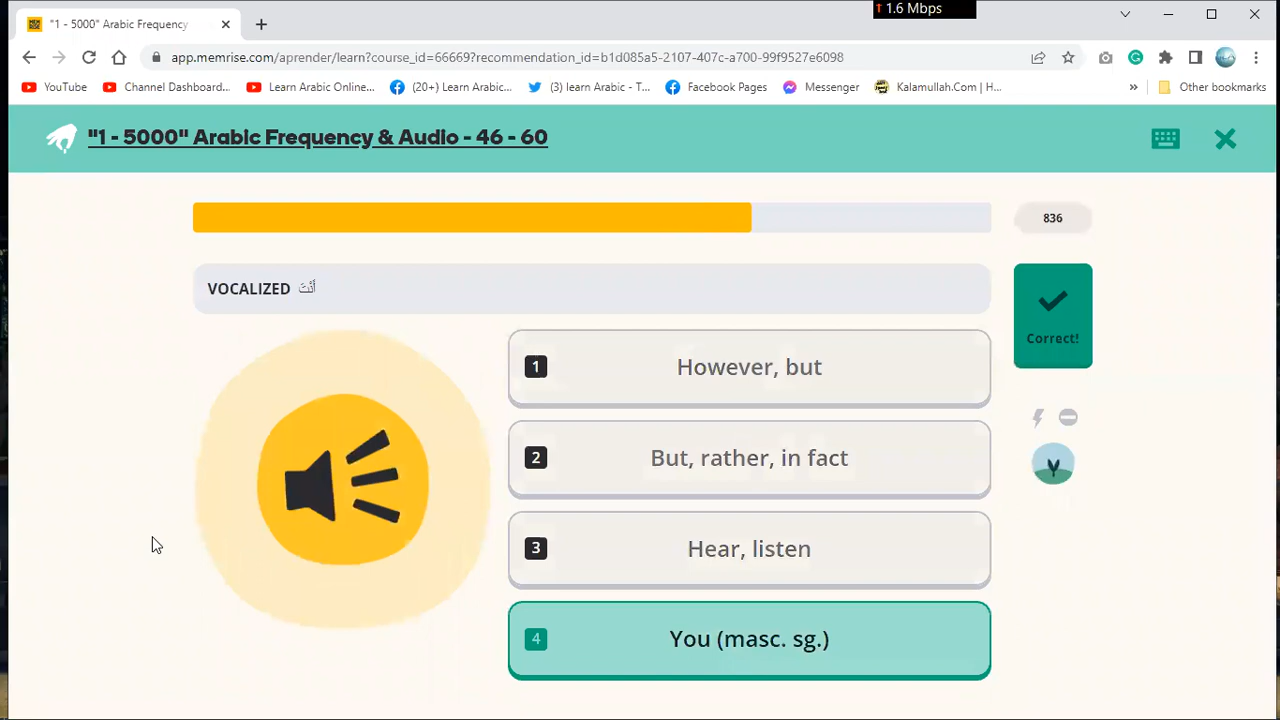 ↑ 1.6 Mbps
"1 - 5000" Arabic Frequency
app.memrise.com/aprender/learn?course_id=66669?recommendation_id=b1d085a5-2107-407c-a700-99f9527e6098
YouTube
Channel Dashboard...
Learn Arabic Online...
(20+) Learn Arabic...
(3) learn Arabic - T...
Facebook Pages
Messenger
Kalamullah.Com | H...
»
Other bookmarks
"1 - 5000" Arabic Frequency & Audio - 46 - 60
836
VOCALIZED أَنْتَ
Correct!
1 However, but
2 But, rather, in fact
3 Hear, listen
4 You (masc. sg.)